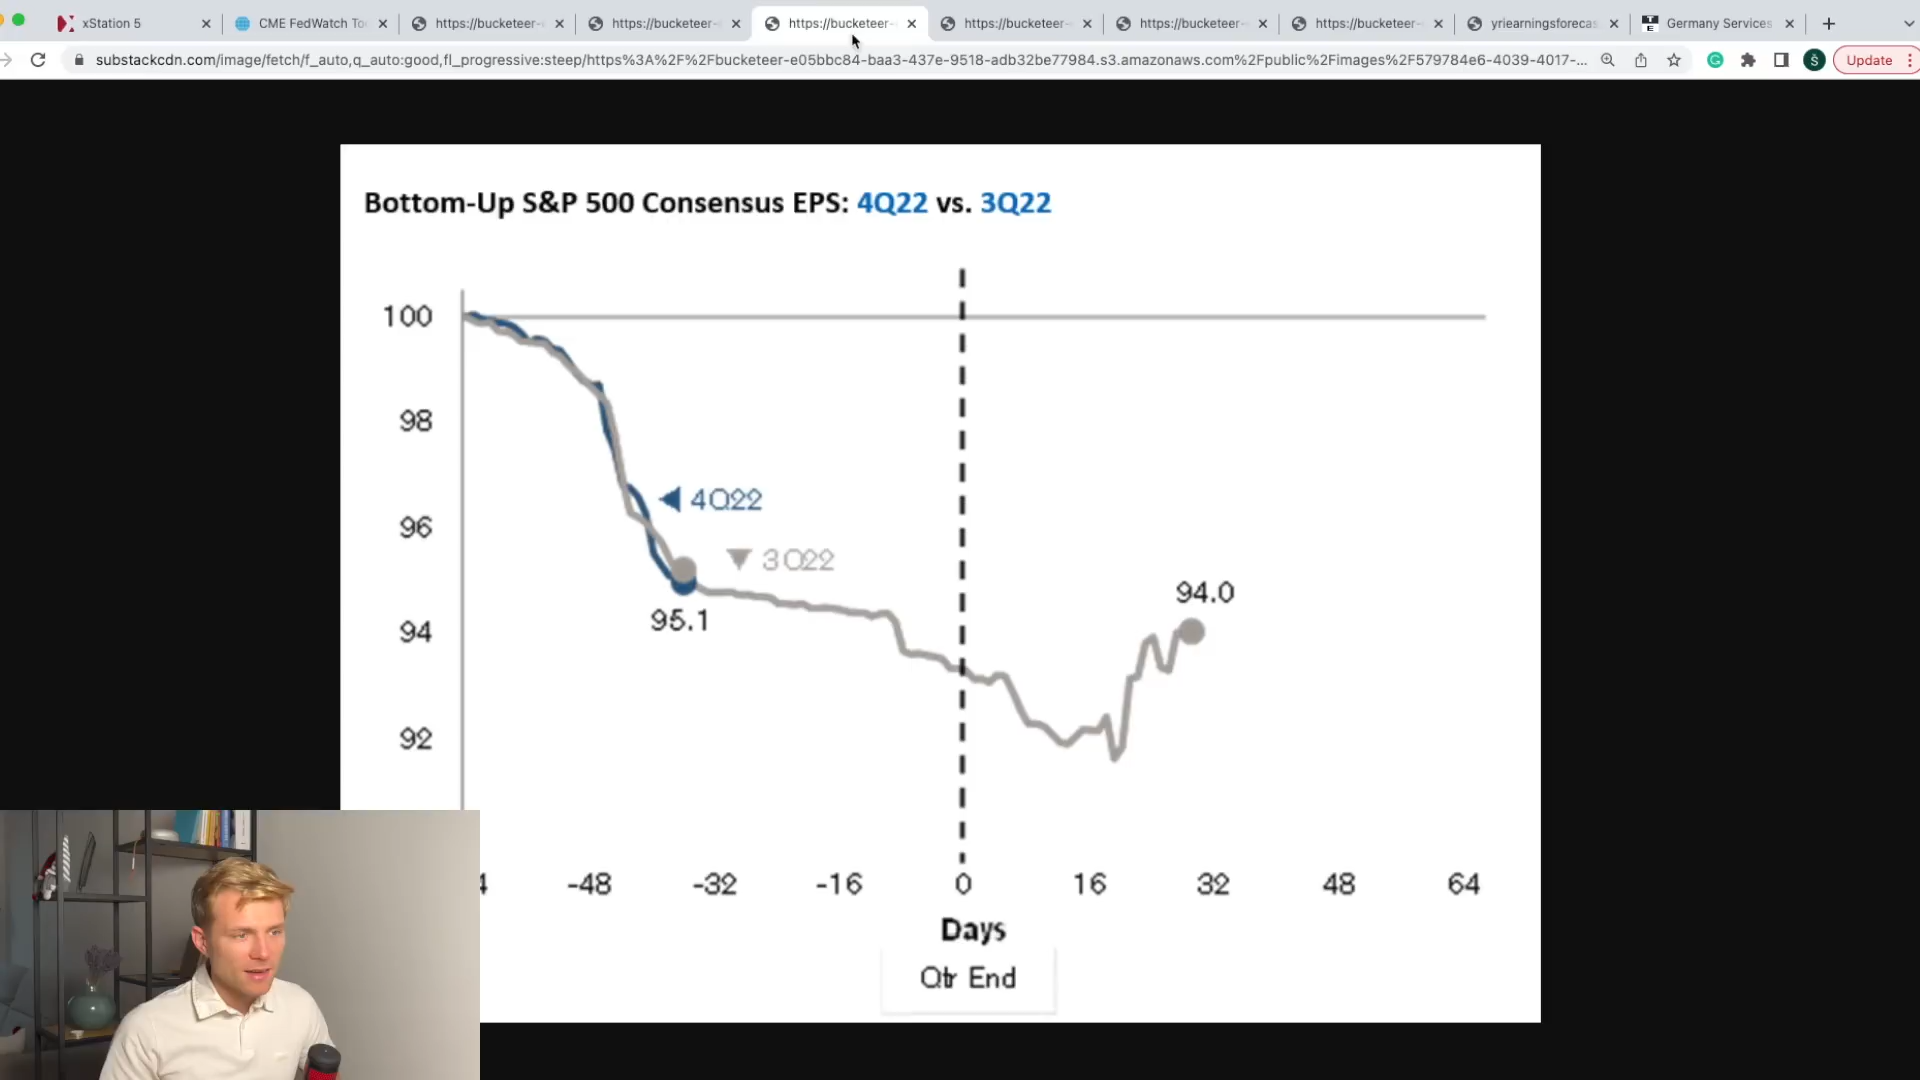 xStation 5
CME FedWatch To
https://bucketeer-
https://bucketeer-
https://bucketeer-
https://bucketeer-
https://bucketeer-
https://bucketeer-
yriearningsforecas
Germany Services
substackcdn.com/image/fetch/f_auto,q_auto:good,fl_progressive:steep/https%3A%2F%2Fbucketeer-e05bbc84-baa3-437e-9518-adb32be77984.s3.amazonaws.com%2Fpublic%2Fimages%2F579784e6-4039-4017-...
Š
Update
Bottom-Up S&P 500 Consensus EPS: 4Q22 vs. 3Q22
100
98
96
94
92
4Q22
3Q22
95.1
94.0
4 -48 -32 -16 0 16 32 48 64
Days
Qtr End